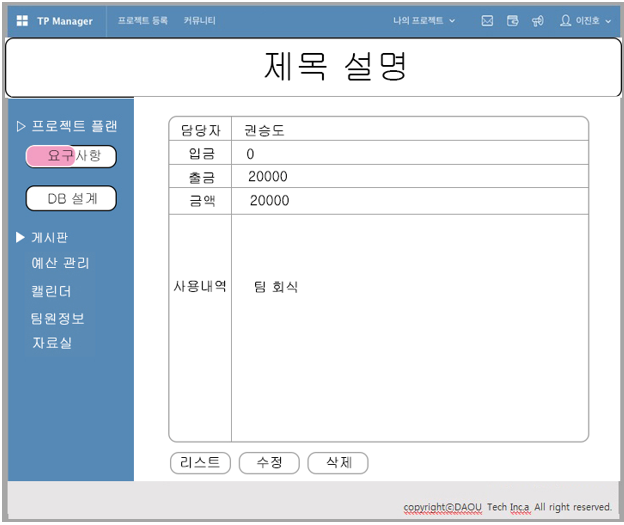 TP Manager 프로젝트 등록 커뮤니티 나의 프로젝트 이진호
제목 설명
▷ 프로젝트 플랜
요구사항
DB 설계
▶ 게시판
예산 관리
캘린더
팀원정보
자료실
담당자 권승도
입금 0
출금 20000
금액 20000
사용내역 팀 회식
리스트 수정 삭제
copyright@DAOU Tech Inc.a All right reserved.